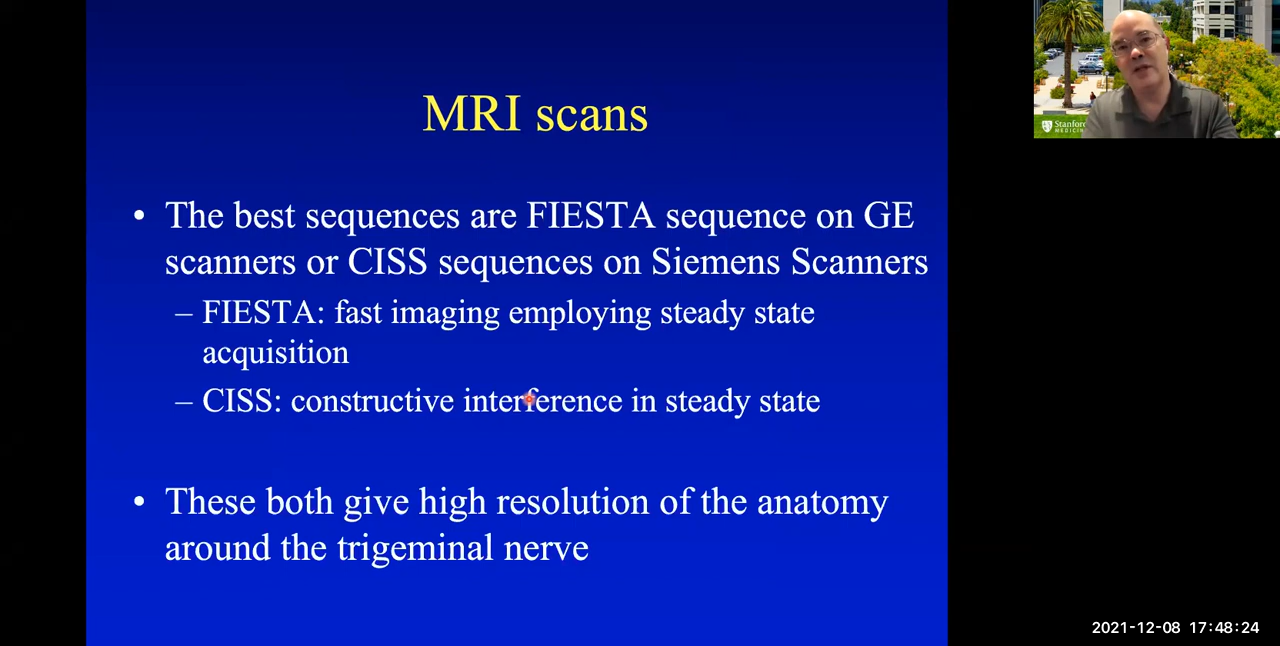 MRI scans
• The best sequences are FIESTA sequence on GE
scanners or CISS sequences on Siemens Scanners
– FIESTA: fast imaging employing steady state
acquisition
– CISS: constructive interference in steady state
• These both give high resolution of the anatomy
around the trigeminal nerve
Stanford
MEDICINE
2021-12-08 17:48:24